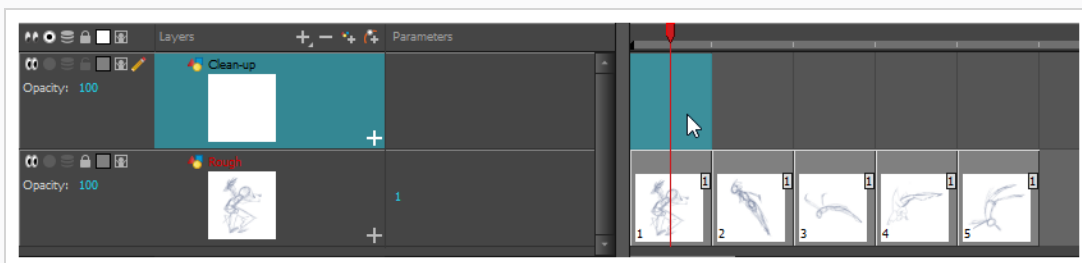 Layers
Parameters
Clean-up
Opacity: 100
Rough
Opacity: 100
1
1 1 1 1 1
1 2 3 4 5